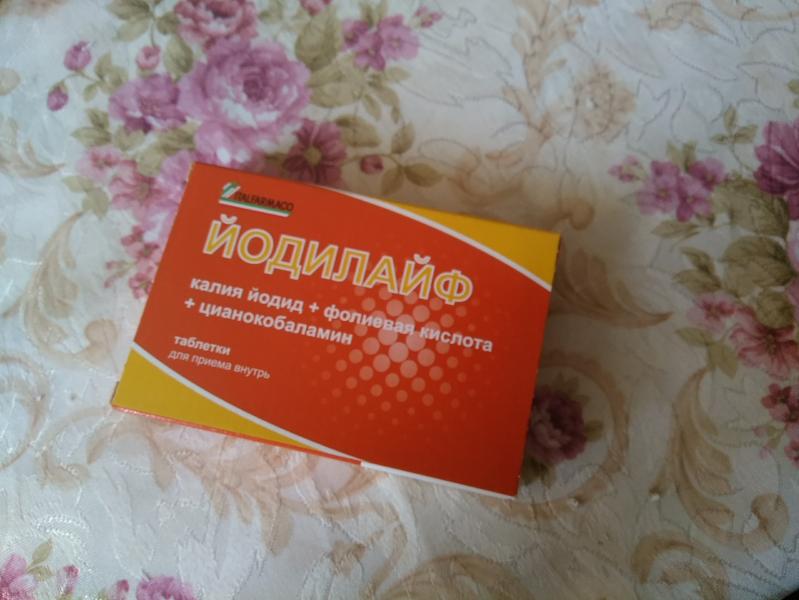 ITALFARMACO
ЙОДИЛАЙФ
калия йодид + фолиевая кислота
+ цианокобаламин
таблетки
для приема внутрь